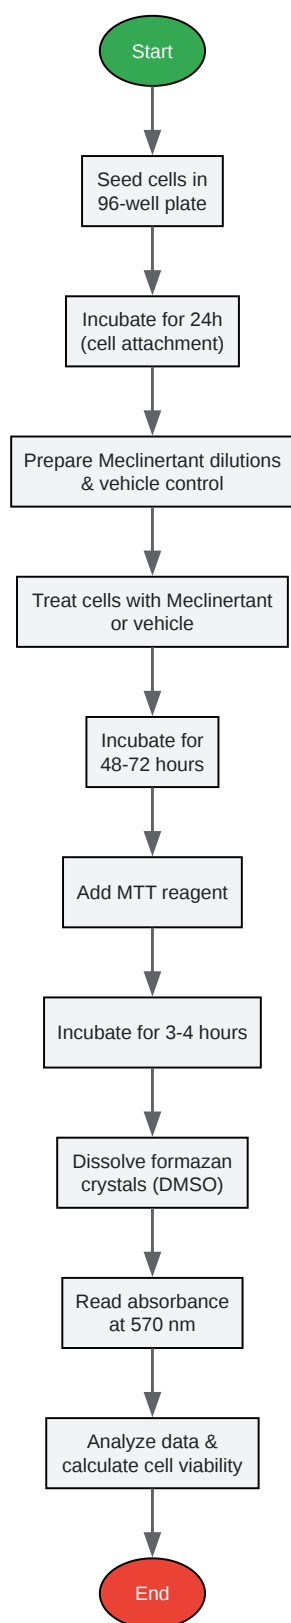 Start
Seed cells in
96-well plate
Incubate for 24h
(cell attachment)
Prepare Meclinertant dilutions
& vehicle control
Treat cells with Meclinertant
or vehicle
Incubate for
48-72 hours
Add MTT reagent
Incubate for 3-4 hours
Dissolve formazan
crystals (DMSO)
Read absorbance
at 570 nm
Analyze data &
calculate cell viability
End